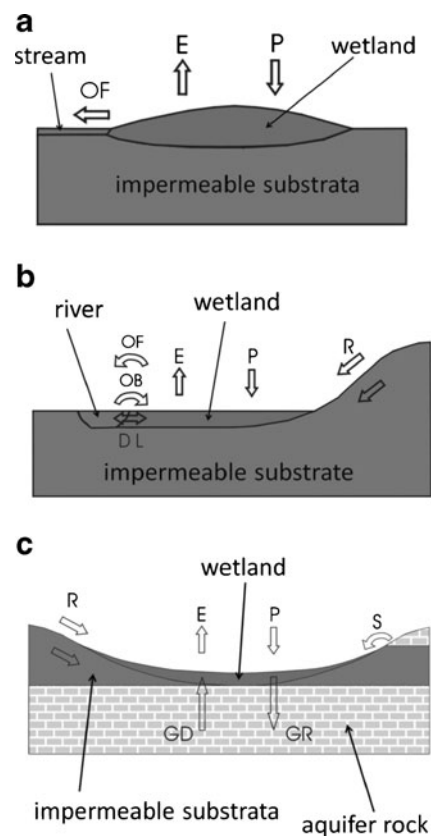 a
E P wetland
stream
OF
impermeable substrata
b
river wetland
OF E P R
OB
D L
impermeable substrate
c
wetland
R E P S
GD GR
impermeable substrata
aquifer rock